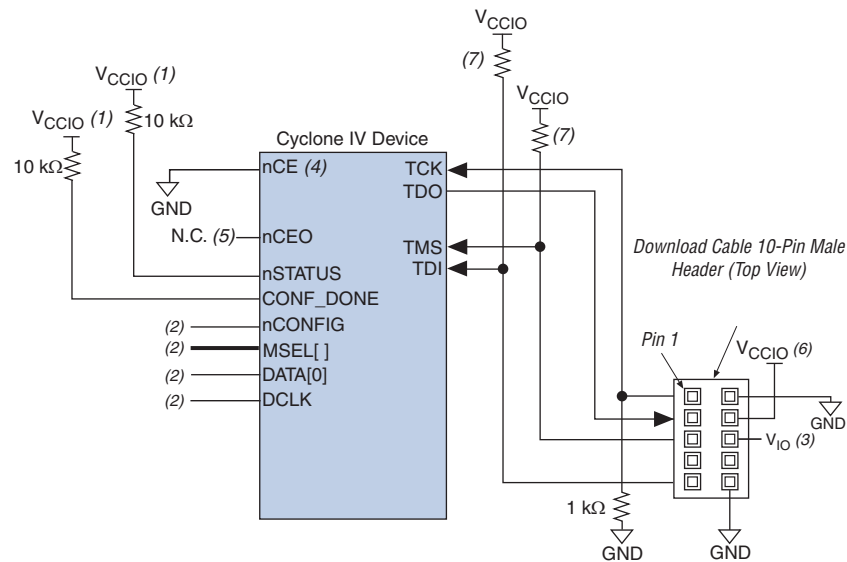 VCCIO
(7)
VCCIO (1)
VCCIO
VCCIO (1)
10 kΩ
(7)
10 kΩ
Cyclone IV Device
nCE (4)
TCK
GND
TDO
N.C. (5)
nCEO
TMS
Download Cable 10-Pin Male
Header (Top View)
nSTATUS
TDI
CONF_DONE
(2)
nCONFIG
Pin 1
VCCIO (6)
(2)
MSEL[ ]
(2)
DATA[0]
(2)
DCLK
GND
VIO (3)
1 kΩ
GND
GND